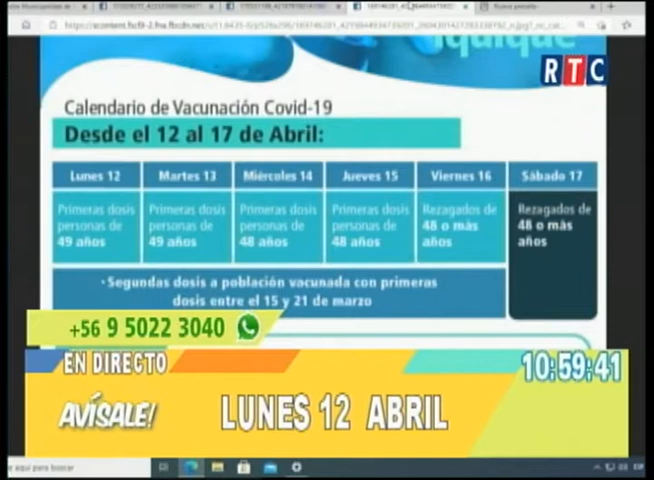 Iquique
RTC
Calendario de Vacunación Covid-19
Desde el 12 al 17 de Abril:
Lunes 12 Martes 13 Miércoles 14 Jueves 15 Viernes 16 Sábado 17
Primeras dosis personas de 49 años
Primeras dosis personas de 49 años
Primeras dosis personas de 48 años
Primeras dosis personas de 48 años
Rezagados de 48 o más años
Rezagados de 48 o más años
· Segundas dosis a población vacunada con primeras
dosis entre el 15 y 21 de marzo
+56 9 5022 3040
EN DIRECTO
10:59:41
AVÍSALE!
LUNES 12 ABRIL
aquí para buscar